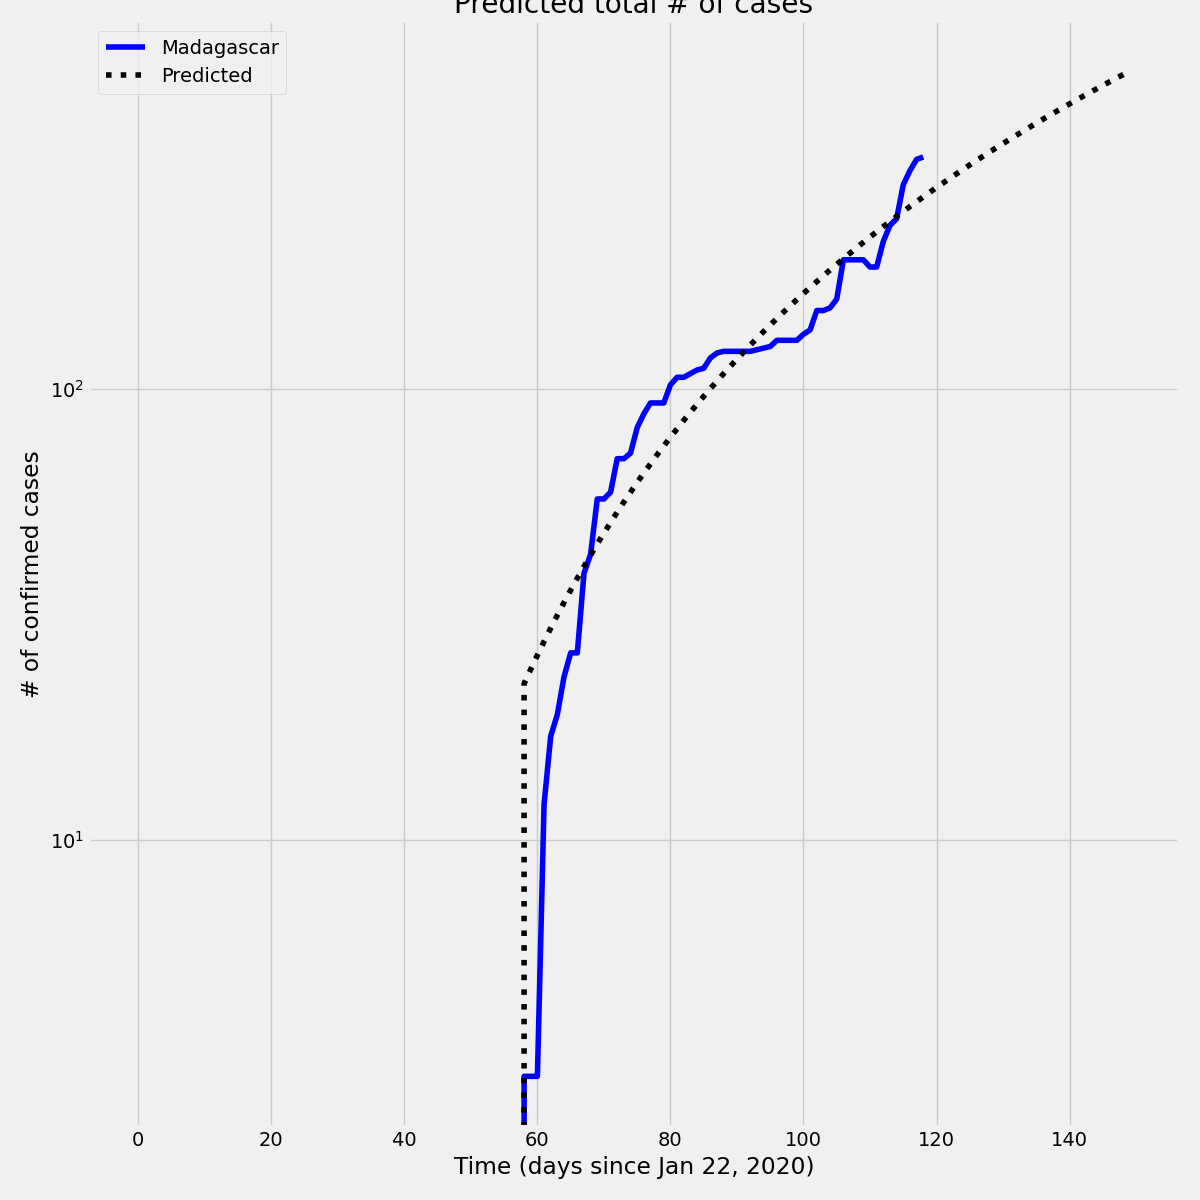 Predicted total # of cases
Madagascar
Predicted
# of confirmed cases
10²
10¹
0 20 40 60 80 100 120 140
Time (days since Jan 22, 2020)